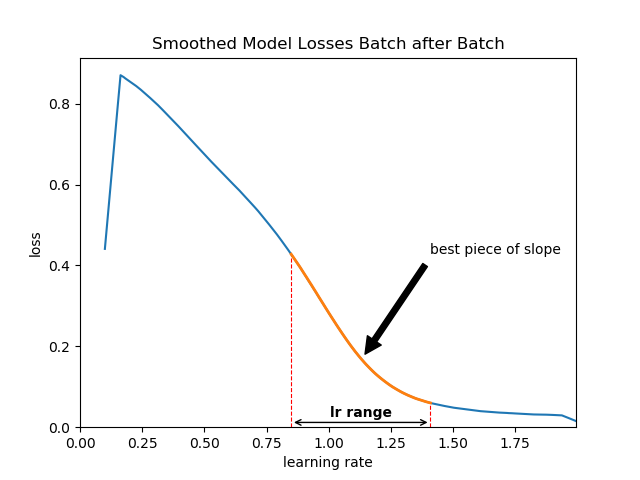 Smoothed Model Losses Batch after Batch
0.8
0.6
0.4
0.2
0.0
loss
best piece of slope
lr range
0.00 0.25 0.50 0.75 1.00 1.25 1.50 1.75
learning rate